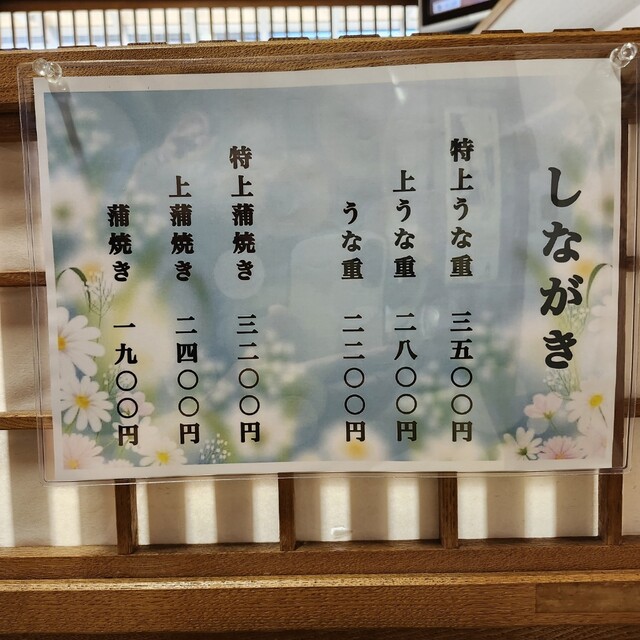 しながき
特上うな重 三五〇〇円
上うな重 二八〇〇円
うな重 二二〇〇円
特上蒲焼き 三二〇〇円
上蒲焼き 二四〇〇円
蒲焼き 一九〇〇円